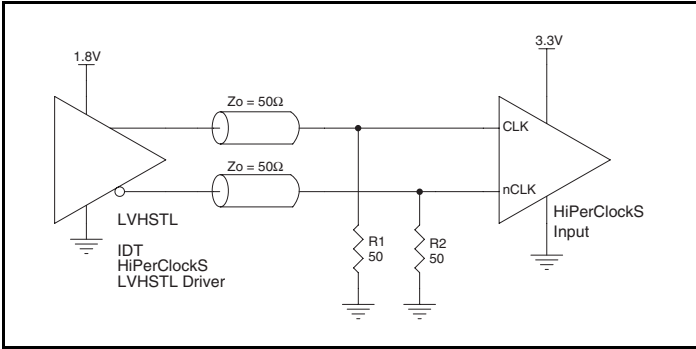 1.8V
3.3V
Zo = 50Ω
CLK
Zo = 50Ω
nCLK
LVHSTL
IDT
HiPerClockS
LVHSTL Driver
R1
50
R2
50
HiPerClockS
Input